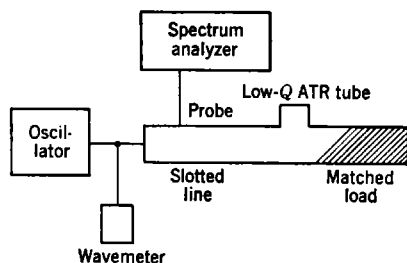 Spectrum
analyzer
Low-Q ATR tube
Probe
Oscil-
lator
Slotted
line
Matched
load
Wavemeter